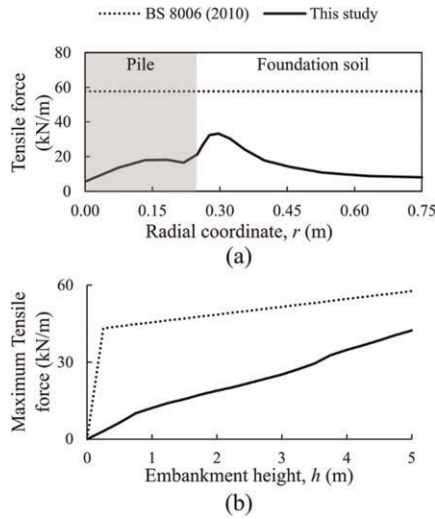 BS 8006 (2010) This study
80
60
40
20
0
Tensile force
(kN/m)
Pile Foundation soil
0.00 0.15 0.30 0.45 0.60 0.75
Radial coordinate, r (m)
(a)
60
30
0
Maximum Tensile
force (kN/m)
0 1 2 3 4 5
Embankment height, h (m)
(b)